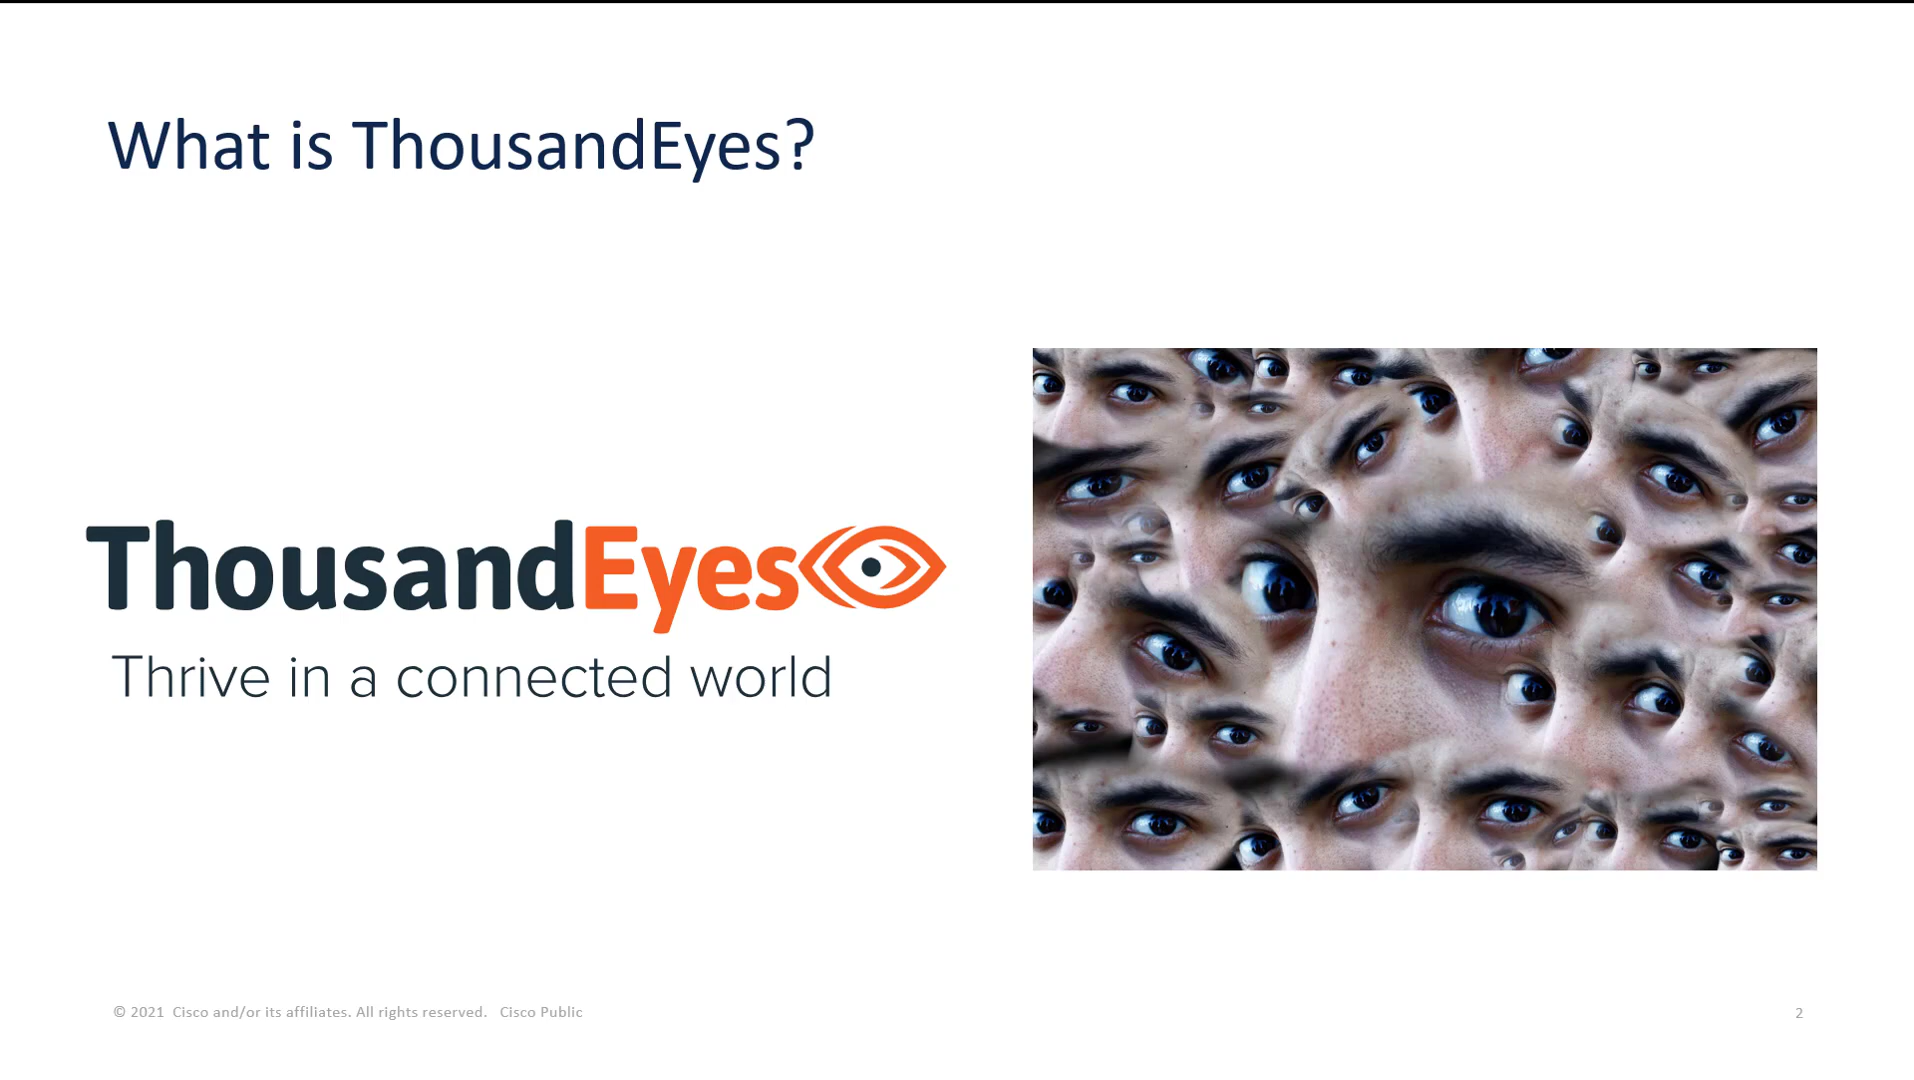 What is ThousandEyes?
ThousandEyes
Thrive in a connected world
© 2021 Cisco and/or its affiliates. All rights reserved. Cisco Public
2